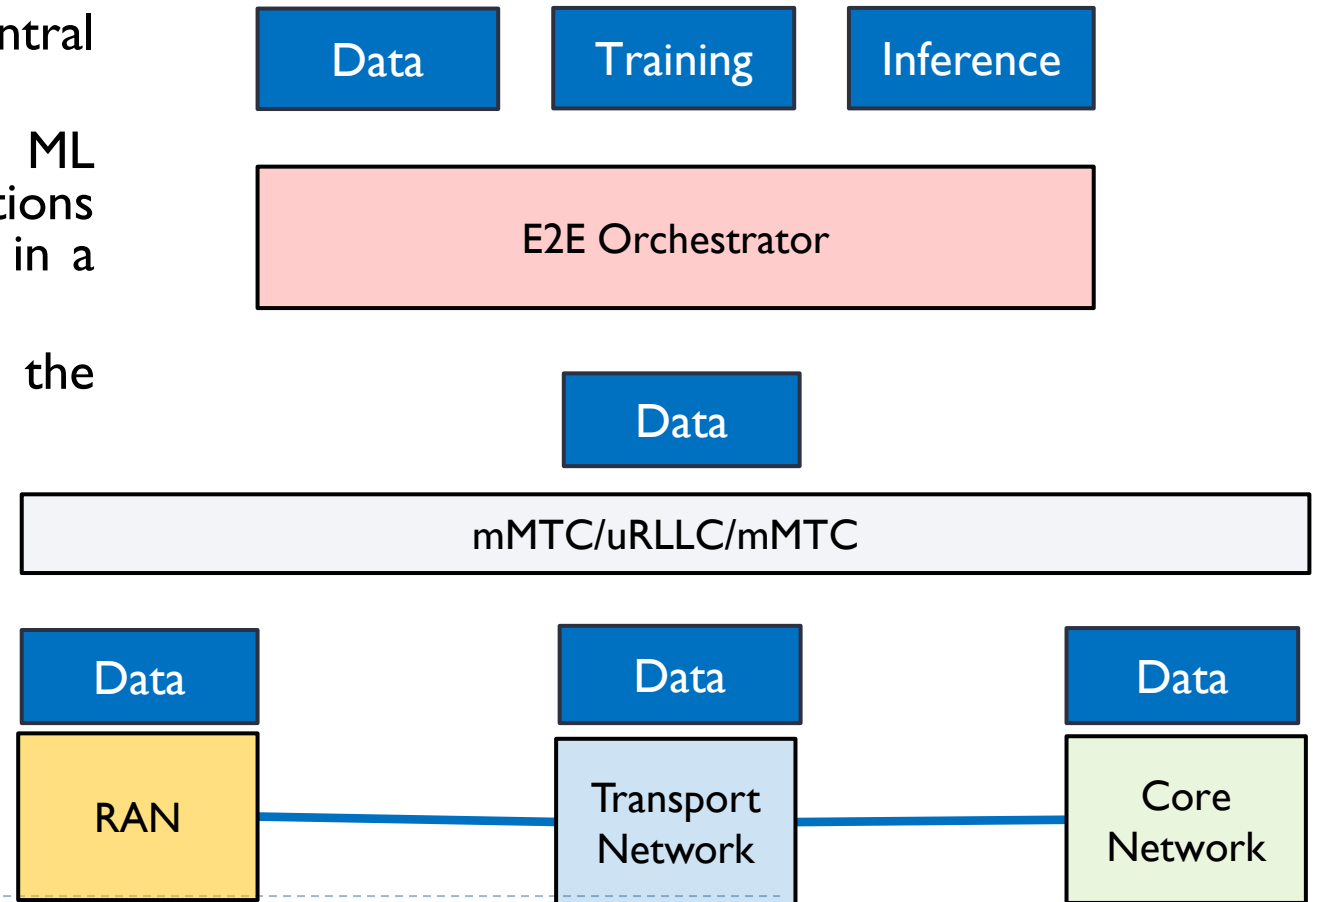 ntral
ML
tions
in a
the
Data
Training
Inference
E2E Orchestrator
Data
mMTC/uRLLC/mMTC
Data
Data
Data
RAN
Transport
Network
Core
Network